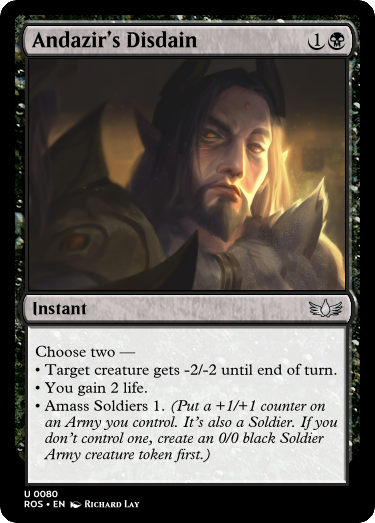 Andazir's Disdain 1
Instant
Choose two —
• Target creature gets -2/-2 until end of turn.
• You gain 2 life.
• Amass Soldiers 1. (Put a +1/+1 counter on
an Army you control. It's also a Soldier. If you
don't control one, create an 0/0 black Soldier
Army creature token first.)
U 0080
ROS • EN Richard Lay